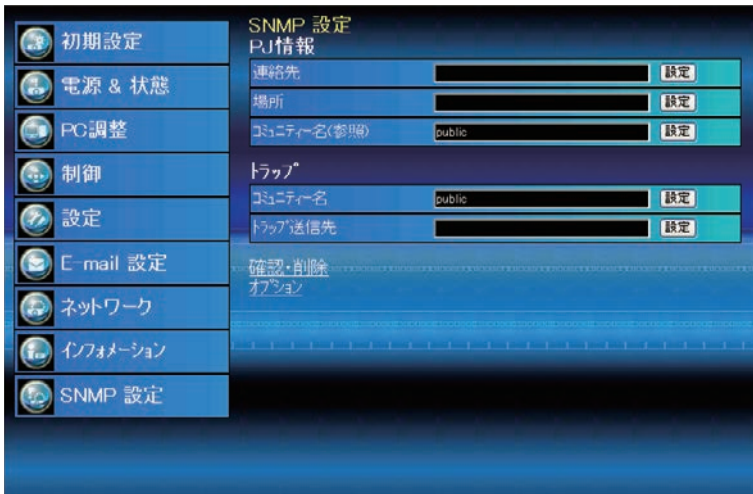 初期設定
電源 & 状態
PC調整
制御
設定
E-mail 設定
ネットワーク
インフォメーション
SNMP 設定
SNMP 設定
PJ情報
連絡先 設定
場所 設定
コミュニティー名(参照) public 設定
トラップ
コミュニティー名 public 設定
トラップ送信先 設定
確認・削除
オプション